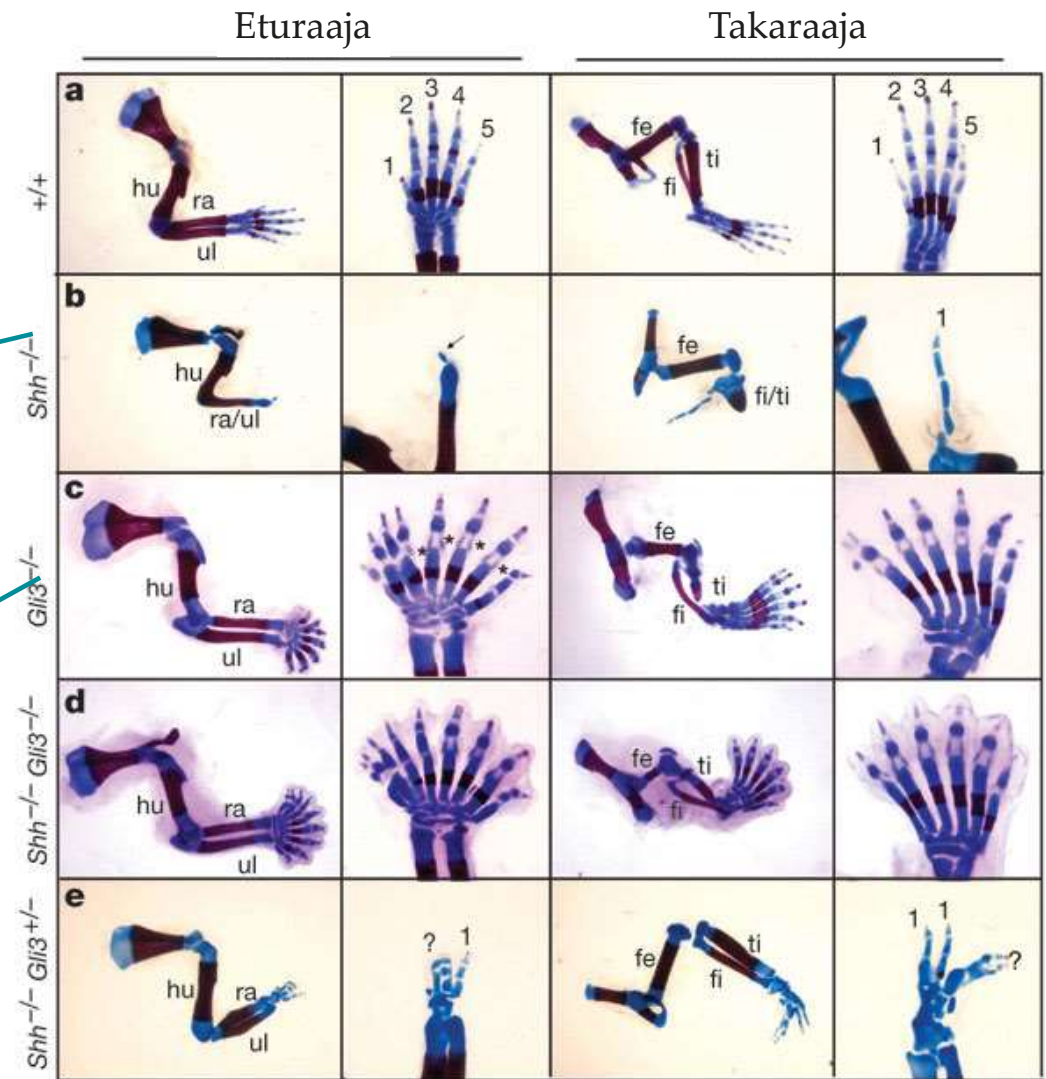 Eturaaja Takaraaja
+/+
a
hu ra
ul
1 2 3 4 5
fe ti
fi
1 2 3 4 5
Shh–/–
b
hu
ra/ul
fe
fi/ti
1
Gli3–/–
c
hu ra
ul
* * * *
fe
ti
fi
Shh–/– Gli3–/–
d
hu ra
ul
fe ti
fi
Shh–/– Gli3+/–
e
hu ra
ul
? 1
fe ti
fi
1 1
?